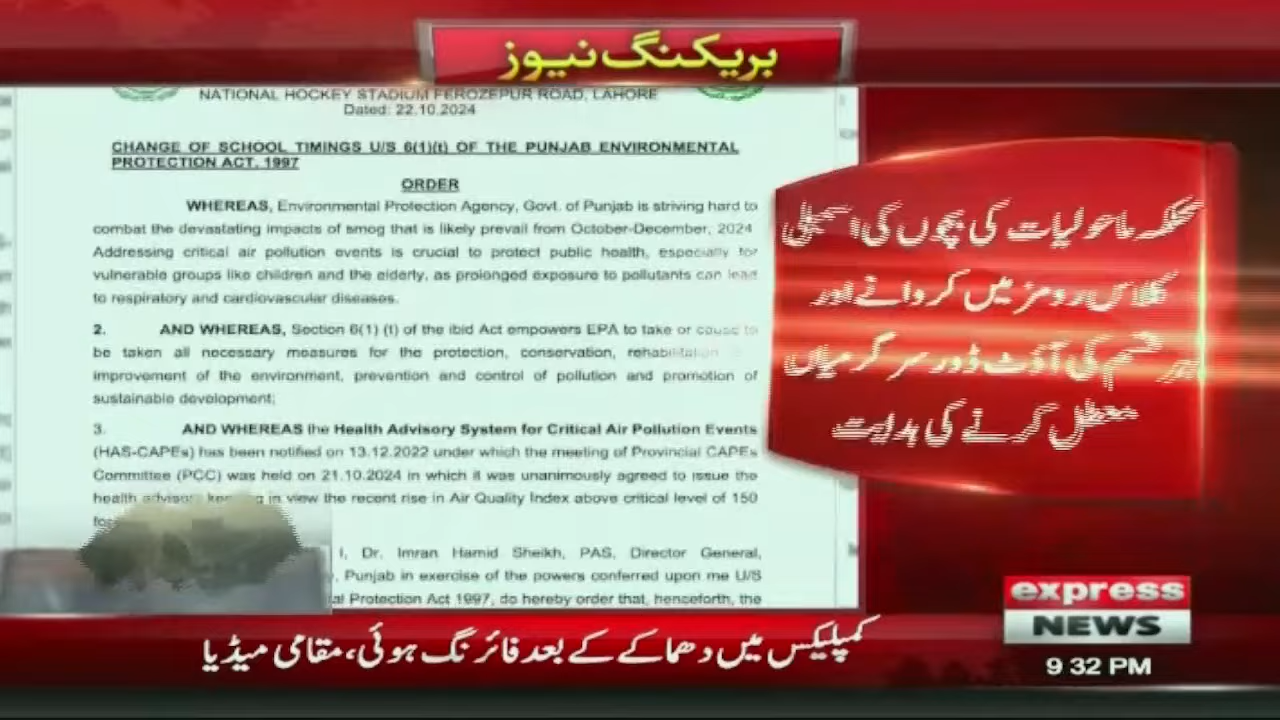 بریکنگ نیوز
NATIONAL HOCKEY STADIUM FEROZEPUR ROAD, LAHORE
Dated: 22.10.2024
CHANGE OF SCHOOL TIMINGS U/S 6(1)(t) OF THE PUNJAB ENVIRONMENTAL
PROTECTION ACT, 1997
ORDER
WHEREAS, Environmental Protection Agency, Govt. of Punjab is striving hard to
combat the devastating impacts of smog that is likely prevail from October-December, 2024.
Addressing critical air pollution events is crucial to protect public health, especially for
vulnerable groups like children and the elderly, as prolonged exposure to pollutants can lead
to respiratory and cardiovascular diseases.
2. AND WHEREAS, Section 6(1) (t) of the ibid Act empowers EPA to take or cause to
be taken all necessary measures for the protection, conservation, rehabilitation
improvement of the environment, prevention and control of pollution and promotion of
sustainable development;
3. AND WHEREAS the Health Advisory System for Critical Air Pollution Events
(HAS-CAPEs) has been notified on 13.12.2022 under which the meeting of Provincial CAPEs
Committee (PCC) was held on 21.10.2024 in which it was unanimously agreed to issue the
health advisory keeping in view the recent rise in Air Quality Index above critical level of 150
I, Dr. Imran Hamid Sheikh, PAS, Director General,
Punjab in exercise of the powers conferred upon me U/S
Protection Act 1997, do hereby order that, henceforth, the
محکمہ ماحولیات کی بچوں کی اسمبلی
کلاس رومز میں کروانے اور
ہر قسم کی آؤٹ ڈور سرگرمیاں
معطل کرنے کی ہدایت
express
NEWS
9:32 PM
کمپلیکس میں دھماکے کے بعد فائرنگ ہوئی، مقامی میڈیا